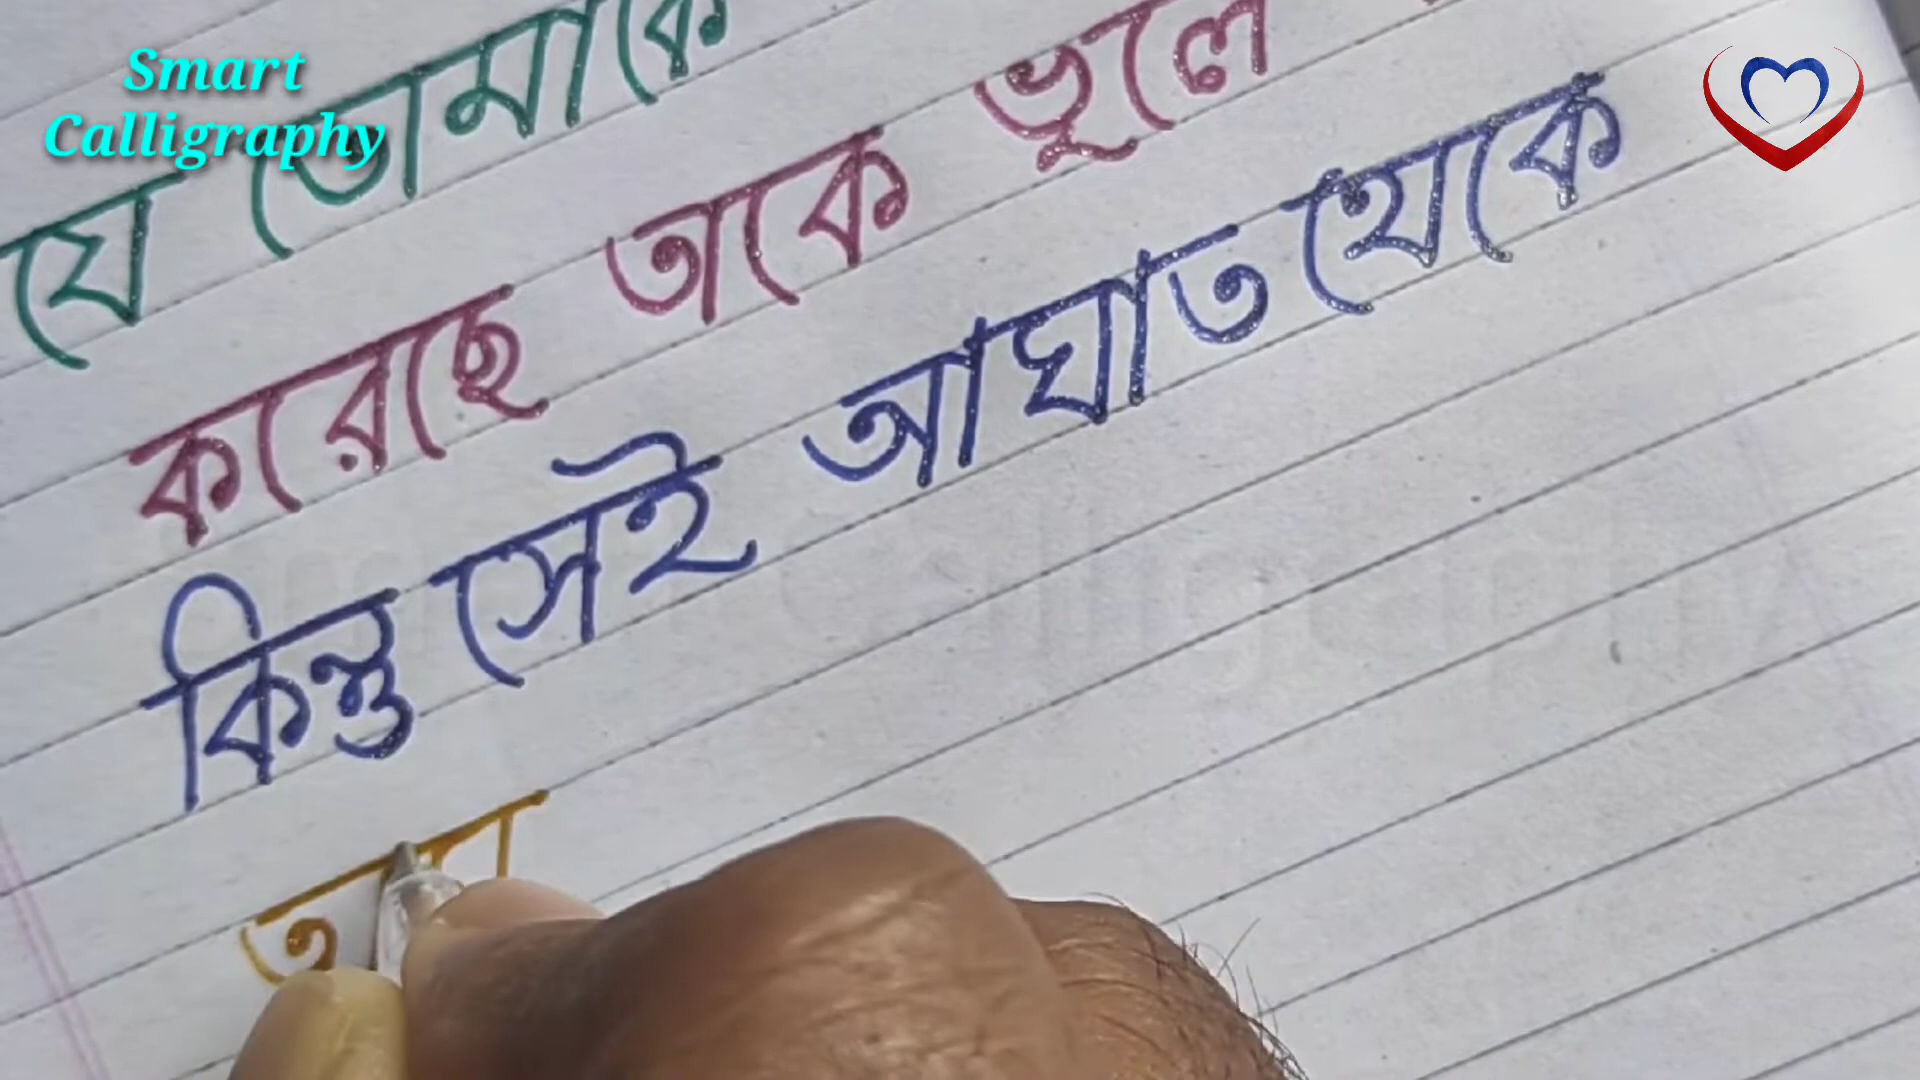 Smart
Calligraphy
যে তোমাকে
করেছে তাকে ভুলে
কিন্তু সেই আঘাত থেকে